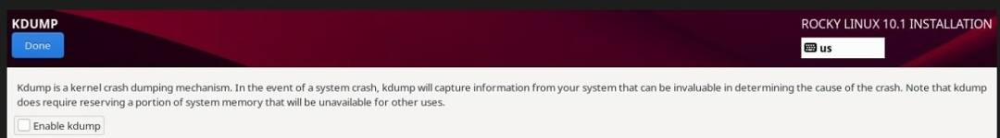 KDUMP
ROCKY LINUX 10.1 INSTALLATION
Done
us
Kdump is a kernel crash dumping mechanism. In the event of a system crash, kdump will capture information from your system that can be invaluable in determining the cause of the crash. Note that kdump
does require reserving a portion of system memory that will be unavailable for other uses.
Enable kdump